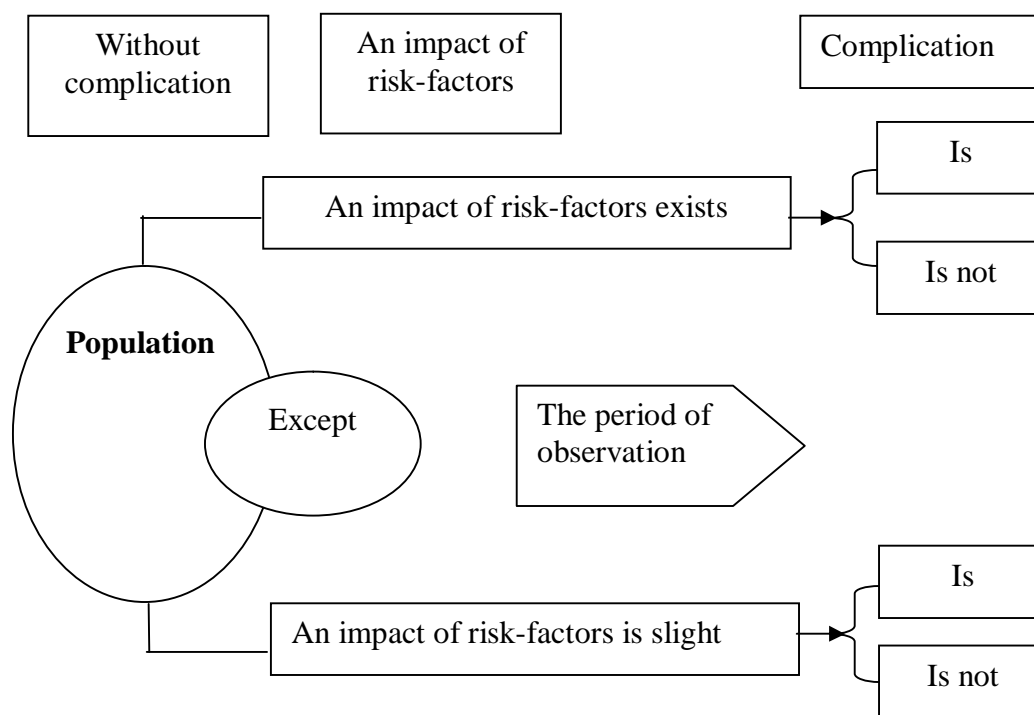 Without
complication
An impact of
risk-factors
Complication
Is
An impact of risk-factors exists
Is not
Population
Except
The period of
observation
Is
An impact of risk-factors is slight
Is not